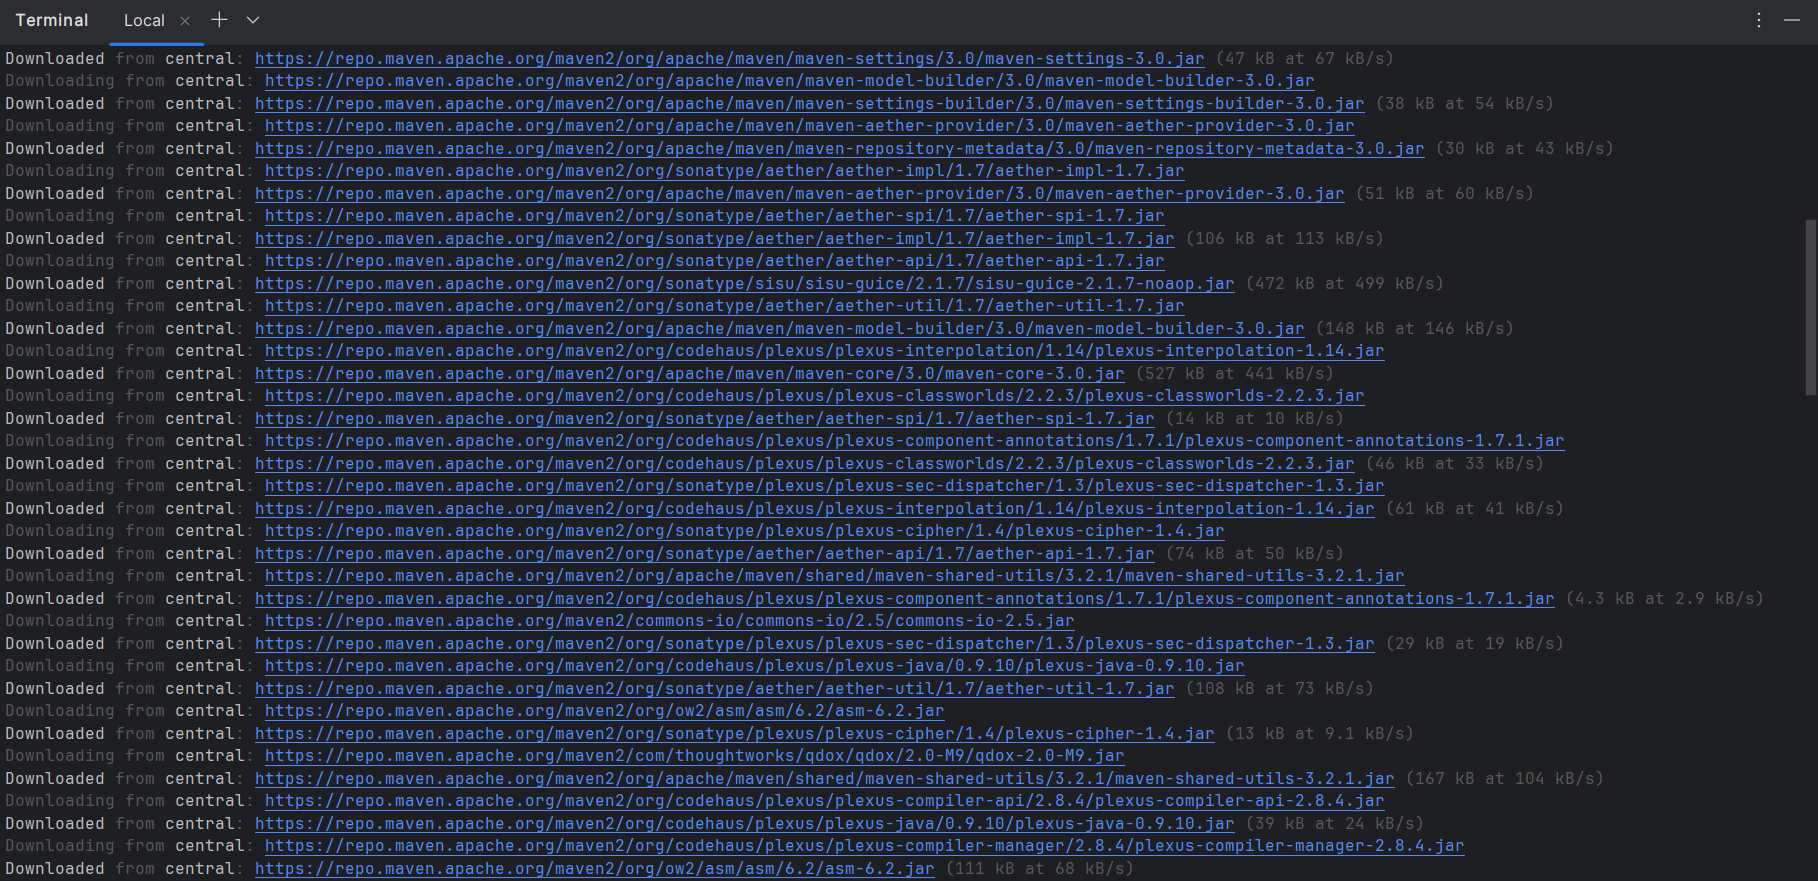 Terminal Local
Downloaded from central: https://repo.maven.apache.org/maven2/org/apache/maven/maven-settings/3.0/maven-settings-3.0.jar (47 kB at 67 kB/s)
Downloading from central: https://repo.maven.apache.org/maven2/org/apache/maven/maven-model-builder/3.0/maven-model-builder-3.0.jar
Downloaded from central: https://repo.maven.apache.org/maven2/org/apache/maven/maven-settings-builder/3.0/maven-settings-builder-3.0.jar (38 kB at 54 kB/s)
Downloading from central: https://repo.maven.apache.org/maven2/org/apache/maven/maven-aether-provider/3.0/maven-aether-provider-3.0.jar
Downloaded from central: https://repo.maven.apache.org/maven2/org/apache/maven/maven-repository-metadata/3.0/maven-repository-metadata-3.0.jar (30 kB at 43 kB/s)
Downloading from central: https://repo.maven.apache.org/maven2/org/sonatype/aether/aether-impl/1.7/aether-impl-1.7.jar
Downloaded from central: https://repo.maven.apache.org/maven2/org/apache/maven/maven-aether-provider/3.0/maven-aether-provider-3.0.jar (51 kB at 60 kB/s)
Downloading from central: https://repo.maven.apache.org/maven2/org/sonatype/aether/aether-spi/1.7/aether-spi-1.7.jar
Downloaded from central: https://repo.maven.apache.org/maven2/org/sonatype/aether/aether-impl/1.7/aether-impl-1.7.jar (106 kB at 113 kB/s)
Downloading from central: https://repo.maven.apache.org/maven2/org/sonatype/aether/aether-api/1.7/aether-api-1.7.jar
Downloaded from central: https://repo.maven.apache.org/maven2/org/sonatype/sisu/sisu-guice/2.1.7/sisu-guice-2.1.7-noaop.jar (472 kB at 499 kB/s)
Downloading from central: https://repo.maven.apache.org/maven2/org/sonatype/aether/aether-util/1.7/aether-util-1.7.jar
Downloaded from central: https://repo.maven.apache.org/maven2/org/apache/maven/maven-model-builder/3.0/maven-model-builder-3.0.jar (148 kB at 146 kB/s)
Downloading from central: https://repo.maven.apache.org/maven2/org/codehaus/plexus/plexus-interpolation/1.14/plexus-interpolation-1.14.jar
Downloaded from central: https://repo.maven.apache.org/maven2/org/apache/maven/maven-core/3.0/maven-core-3.0.jar (527 kB at 441 kB/s)
Downloading from central: https://repo.maven.apache.org/maven2/org/codehaus/plexus/plexus-classworlds/2.2.3/plexus-classworlds-2.2.3.jar
Downloaded from central: https://repo.maven.apache.org/maven2/org/sonatype/aether/aether-spi/1.7/aether-spi-1.7.jar (14 kB at 10 kB/s)
Downloading from central: https://repo.maven.apache.org/maven2/org/codehaus/plexus/plexus-component-annotations/1.7.1/plexus-component-annotations-1.7.1.jar
Downloaded from central: https://repo.maven.apache.org/maven2/org/codehaus/plexus/plexus-classworlds/2.2.3/plexus-classworlds-2.2.3.jar (46 kB at 33 kB/s)
Downloading from central: https://repo.maven.apache.org/maven2/org/sonatype/plexus/plexus-sec-dispatcher/1.3/plexus-sec-dispatcher-1.3.jar
Downloaded from central: https://repo.maven.apache.org/maven2/org/codehaus/plexus/plexus-interpolation/1.14/plexus-interpolation-1.14.jar (61 kB at 41 kB/s)
Downloading from central: https://repo.maven.apache.org/maven2/org/sonatype/plexus/plexus-cipher/1.4/plexus-cipher-1.4.jar
Downloaded from central: https://repo.maven.apache.org/maven2/org/sonatype/aether/aether-api/1.7/aether-api-1.7.jar (74 kB at 50 kB/s)
Downloading from central: https://repo.maven.apache.org/maven2/org/apache/maven/shared/maven-shared-utils/3.2.1/maven-shared-utils-3.2.1.jar
Downloaded from central: https://repo.maven.apache.org/maven2/org/codehaus/plexus/plexus-component-annotations/1.7.1/plexus-component-annotations-1.7.1.jar (4.3 kB at 2.9 kB/s)
Downloading from central: https://repo.maven.apache.org/maven2/commons-io/commons-io/2.5/commons-io-2.5.jar
Downloaded from central: https://repo.maven.apache.org/maven2/org/sonatype/plexus/plexus-sec-dispatcher/1.3/plexus-sec-dispatcher-1.3.jar (29 kB at 19 kB/s)
Downloading from central: https://repo.maven.apache.org/maven2/org/codehaus/plexus/plexus-java/0.9.10/plexus-java-0.9.10.jar
Downloaded from central: https://repo.maven.apache.org/maven2/org/sonatype/aether/aether-util/1.7/aether-util-1.7.jar (108 kB at 73 kB/s)
Downloading from central: https://repo.maven.apache.org/maven2/org/ow2/asm/asm/6.2/asm-6.2.jar
Downloaded from central: https://repo.maven.apache.org/maven2/org/sonatype/plexus/plexus-cipher/1.4/plexus-cipher-1.4.jar (13 kB at 9.1 kB/s)
Downloading from central: https://repo.maven.apache.org/maven2/com/thoughtworks/qdox/qdox/2.0-M9/qdox-2.0-M9.jar
Downloaded from central: https://repo.maven.apache.org/maven2/org/apache/maven/shared/maven-shared-utils/3.2.1/maven-shared-utils-3.2.1.jar (167 kB at 104 kB/s)
Downloading from central: https://repo.maven.apache.org/maven2/org/codehaus/plexus/plexus-compiler-api/2.8.4/plexus-compiler-api-2.8.4.jar
Downloaded from central: https://repo.maven.apache.org/maven2/org/codehaus/plexus/plexus-java/0.9.10/plexus-java-0.9.10.jar (39 kB at 24 kB/s)
Downloading from central: https://repo.maven.apache.org/maven2/org/codehaus/plexus/plexus-compiler-manager/2.8.4/plexus-compiler-manager-2.8.4.jar
Downloaded from central: https://repo.maven.apache.org/maven2/org/ow2/asm/asm/6.2/asm-6.2.jar (111 kB at 68 kB/s)